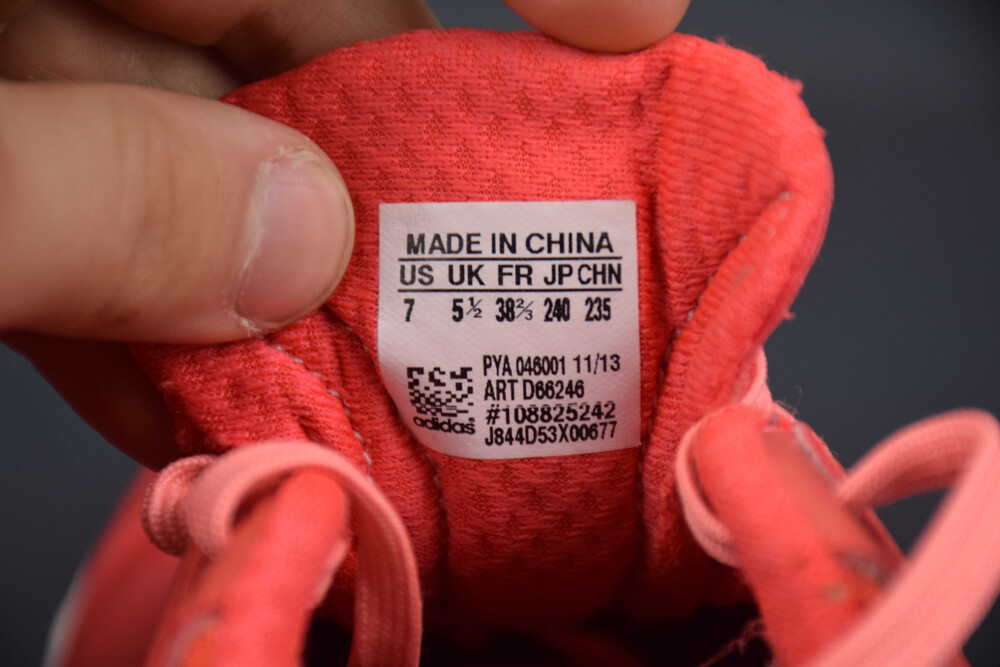 MADE IN CHINA
US UK FR JP CHN
7 5½ 38⅔ 240 235
PYA 046001 11/13
ART D66246
#108825242
J844D53X00677
adidas